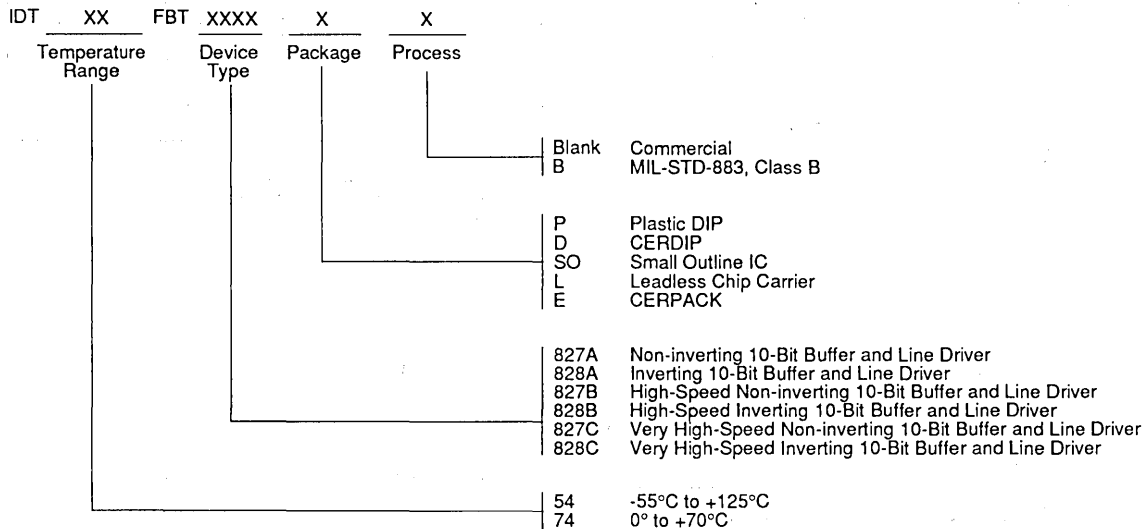 IDT XX FBT XXXX X X
Temperature Range Device Type Package Process
Blank Commercial
B MIL-STD-883, Class B
P Plastic DIP
D CERDIP
SO Small Outline IC
L Leadless Chip Carrier
E CERPACK
827A Non-inverting 10-Bit Buffer and Line Driver
828A Inverting 10-Bit Buffer and Line Driver
827B High-Speed Non-inverting 10-Bit Buffer and Line Driver
828B High-Speed Inverting 10-Bit Buffer and Line Driver
827C Very High-Speed Non-inverting 10-Bit Buffer and Line Driver
828C Very High-Speed Inverting 10-Bit Buffer and Line Driver
54 -55°C to +125°C
74 0° to +70°C